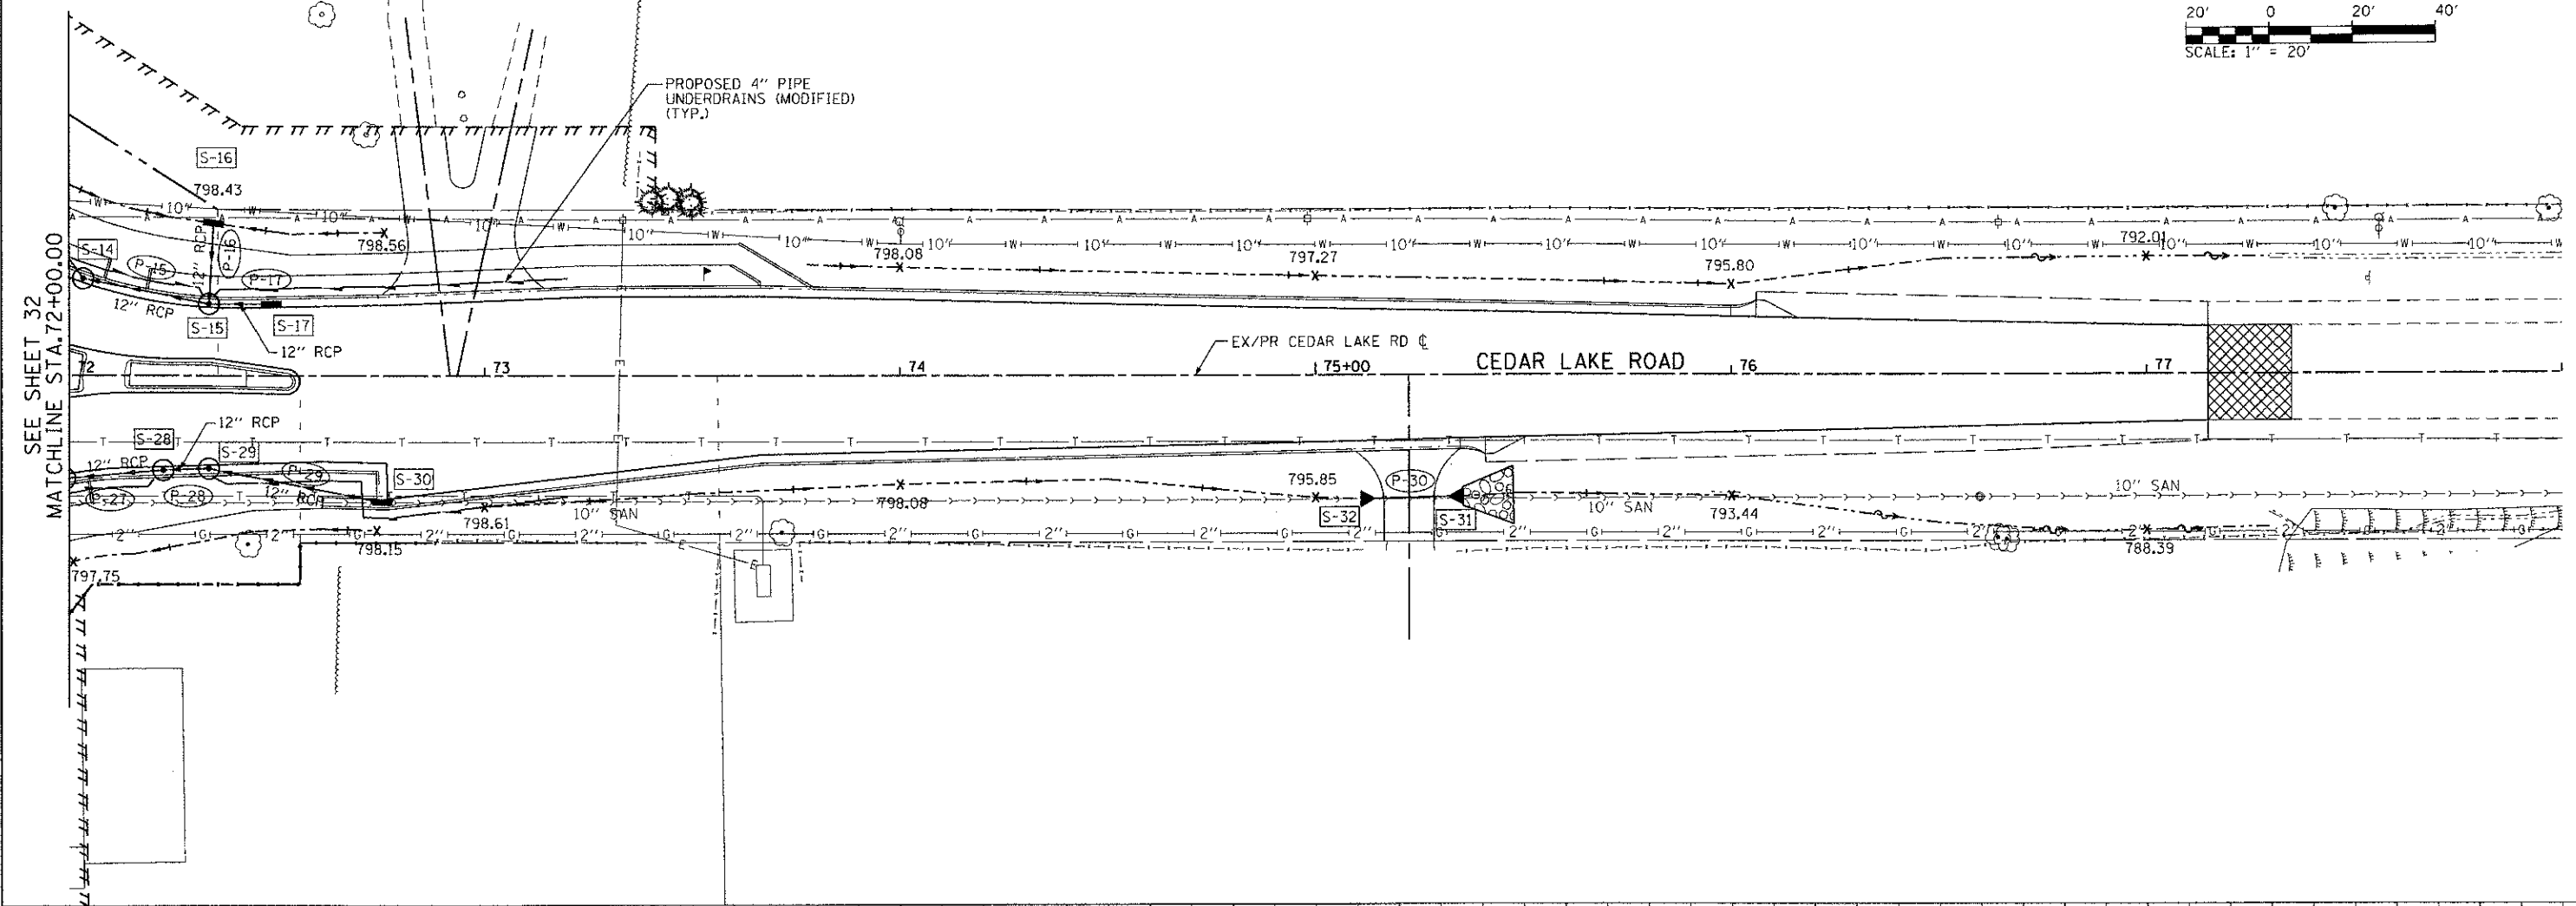 20' 0 20' 40'
SCALE: 1" = 20'
PROPOSED 4" PIPE
UNDERDRAINS (MODIFIED)
(TYP.)
S-16
798.43
W 10" W 10" A W A 10" A
S-14
P-15
12" RCP
P-16
P-17
798.56
798.08
797.27
795.80
792.01
12" RCP
S-15
S-17
12" RCP
SEE SHEET 32
MATCHLINE STA.72+00.00
EX/PR CEDAR LAKE RD ℄
CEDAR LAKE ROAD
72 73 74 75+00 76 77
12" RCP
S-28
S-29
12" RCP
P-29
S-30
P-27
P-28
12" RCP
795.85
P-30
798.08
798.61
10" SAN
S-32
S-31
10" SAN
793.44
10" SAN
798.15
788.39
797.75